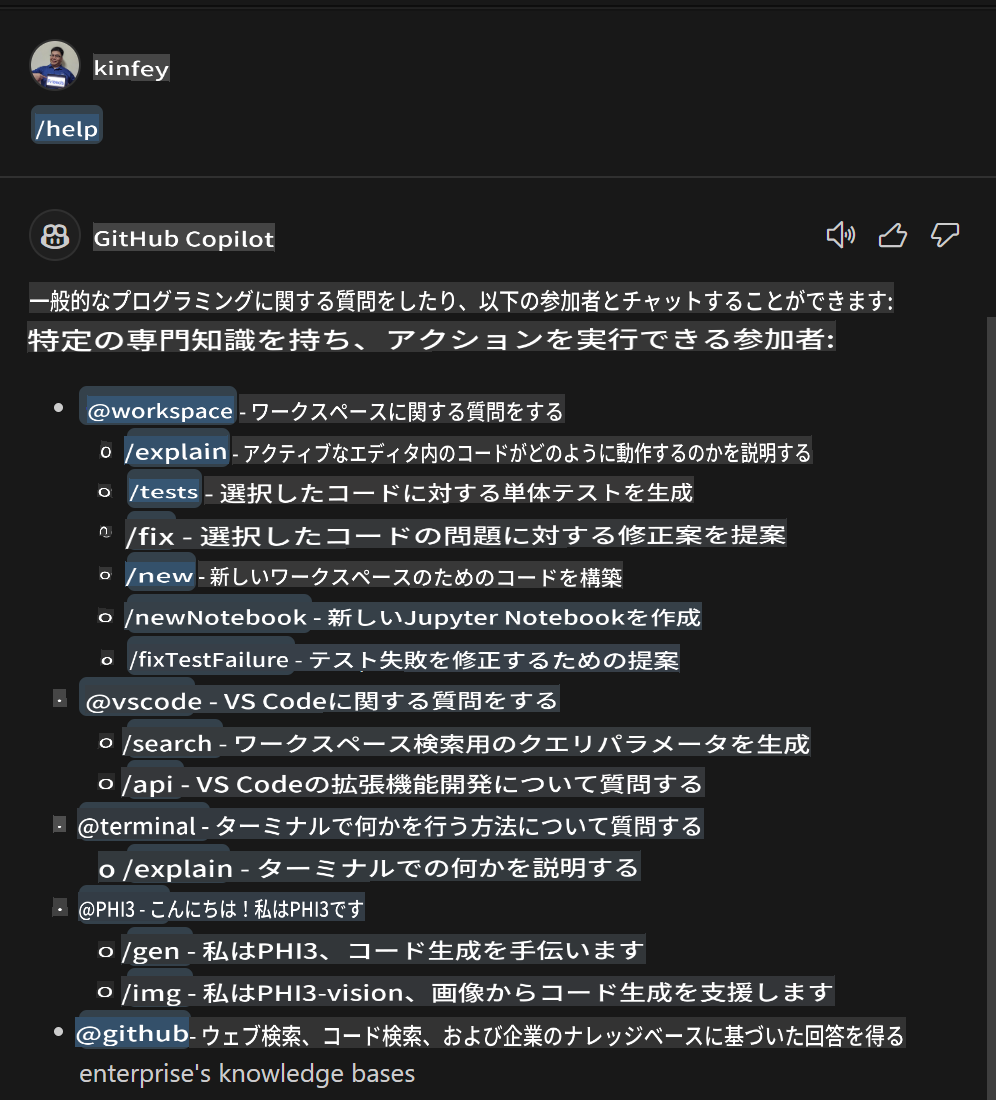 kinfey
/help
GitHub Copilot
一般的なプログラミングに関する質問をしたり、以下の参加者とチャットすることができます:
特定の専門知識を持ち、アクションを実行できる参加者:
@workspace - ワークスペースに関する質問をする
/explain - アクティブなエディタ内のコードがどのように動作するのかを説明する
/tests - 選択したコードに対する単体テストを生成
/fix - 選択したコードの問題に対する修正案を提案
/new - 新しいワークスペースのためのコードを構築
/newNotebook - 新しいJupyter Notebookを作成
/fixTestFailure - テスト失敗を修正するための提案
@vscode - VS Codeに関する質問をする
/search - ワークスペース検索用のクエリパラメータを生成
/api - VS Codeの拡張機能開発について質問する
@terminal - ターミナルで何かを行う方法について質問する
o /explain - ターミナルでの何かを説明する
@PHI3 - こんにちは！私はPHI3です
/gen - 私はPHI3、コード生成を手伝います
/img - 私はPHI3-vision、画像からコード生成を支援します
@github - ウェブ検索、コード検索、および企業のナレッジベースに基づいた回答を得る
enterprise's knowledge bases